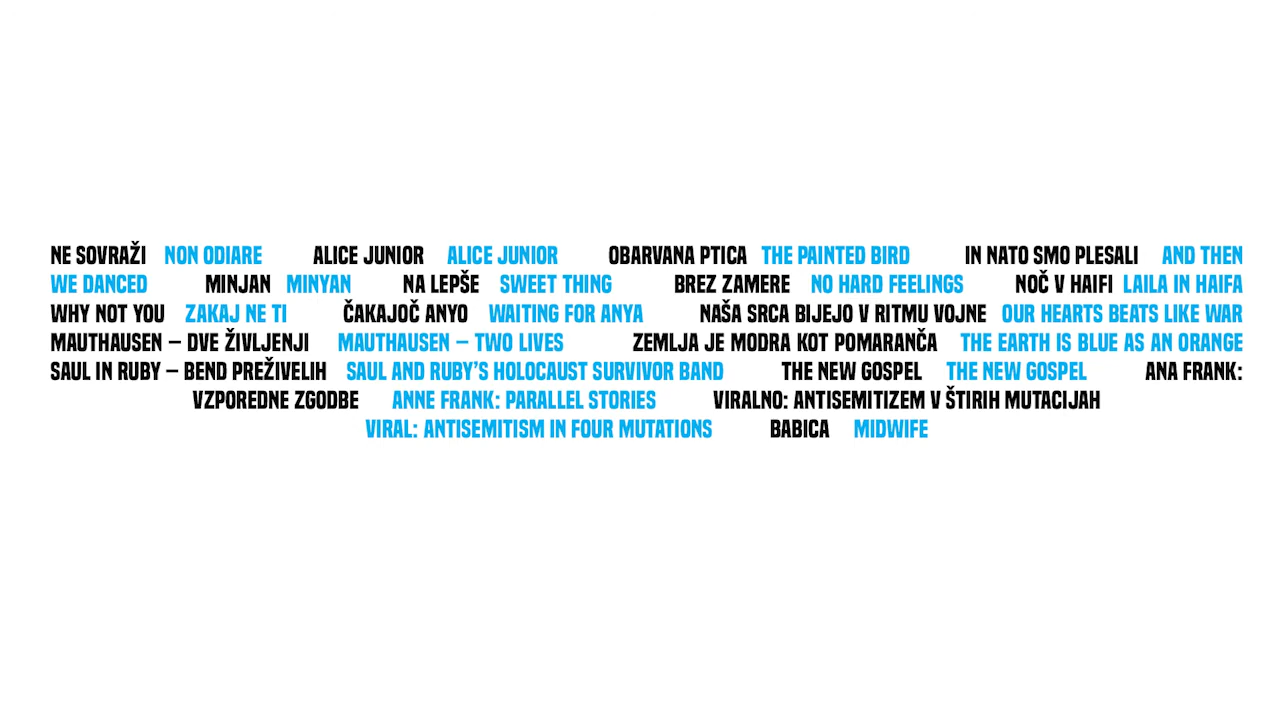 NE SOVRAŽI NON ODIARE ALICE JUNIOR ALICE JUNIOR OBARVANA PTICA THE PAINTED BIRD IN NATO SMO PLESALI AND THEN
WE DANCED MINJAN MINYAN NA LEPŠE SWEET THING BREZ ZAMERE NO HARD FEELINGS NOČ V HAIFI LAILA IN HAIFA
WHY NOT YOU ZAKAJ NE TI ČAKAJOČ ANYO WAITING FOR ANYA NAŠA SRCA BIJEJO V RITMU VOJNE OUR HEARTS BEATS LIKE WAR
MAUTHAUSEN – DVE ŽIVLJENJI MAUTHAUSEN – TWO LIVES ZEMLJA JE MODRA KOT POMARANČA THE EARTH IS BLUE AS AN ORANGE
SAUL IN RUBY – BEND PREŽIVELIH SAUL AND RUBY'S HOLOCAUST SURVIVOR BAND THE NEW GOSPEL THE NEW GOSPEL ANA FRANK:
VZPOREDNE ZGODBE ANNE FRANK: PARALLEL STORIES VIRALNO: ANTISEMITIZEM V ŠTIRIH MUTACIJAH
VIRAL: ANTISEMITISM IN FOUR MUTATIONS BABICA MIDWIFE